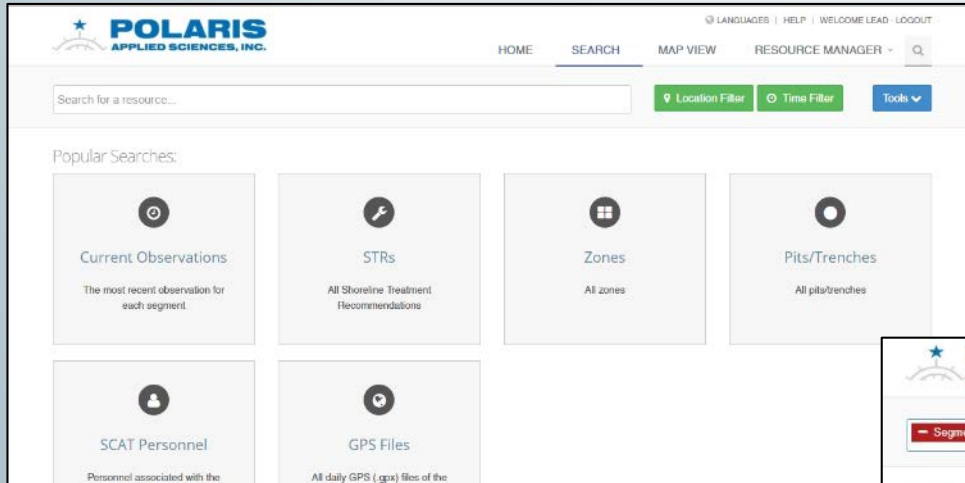 LANGUAGES | HELP | WELCOME LEAD - LOGOUT
POLARIS
APPLIED SCIENCES, INC.
HOME SEARCH MAP VIEW RESOURCE MANAGER
Search for a resource...
Location Filter Time Filter Tools
Popular Searches:
Current Observations
The most recent observation for
each segment
STRs
All Shoreline Treatment
Recommendations
Zones
All zones
Pits/Trenches
All pits/trenches
SCAT Personnel
Personnel associated with the
GPS Files
All daily GPS (.gpx) files of the